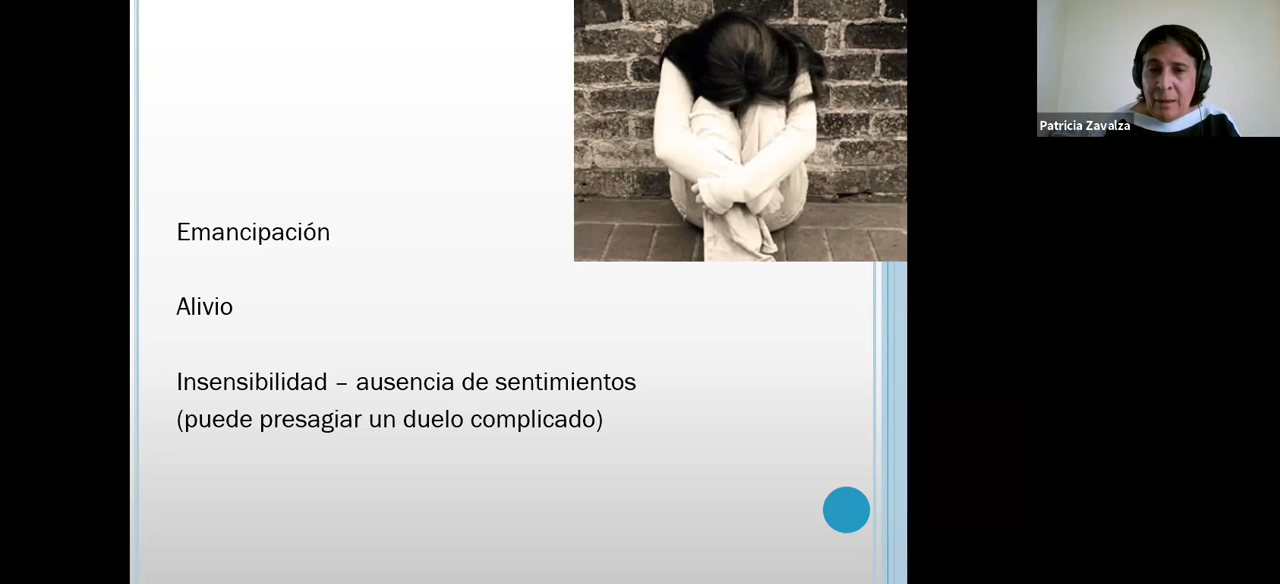 Patricia Zavalza
Emancipación
Alivio
Insensibilidad – ausencia de sentimientos
(puede presagiar un duelo complicado)